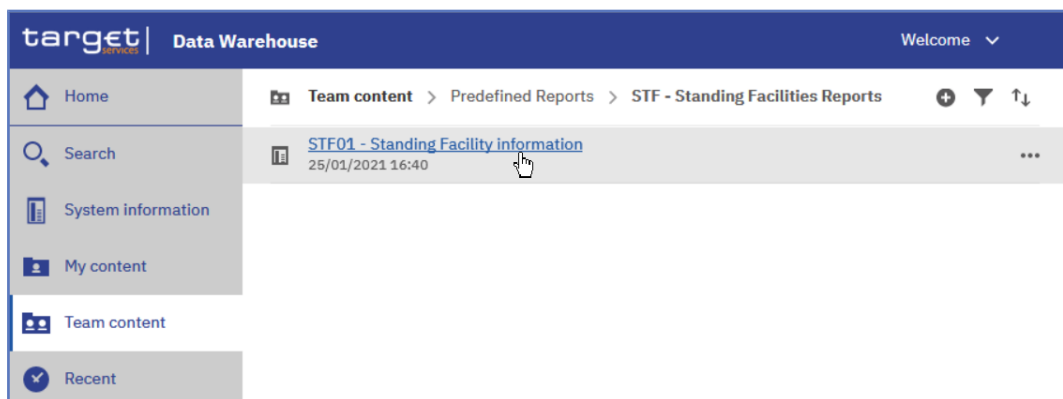 target services Data Warehouse Welcome
Home
Team content > Predefined Reports > STF - Standing Facilities Reports
Search
STF01 - Standing Facility information
25/01/2021 16:40
System information
My content
Team content
Recent